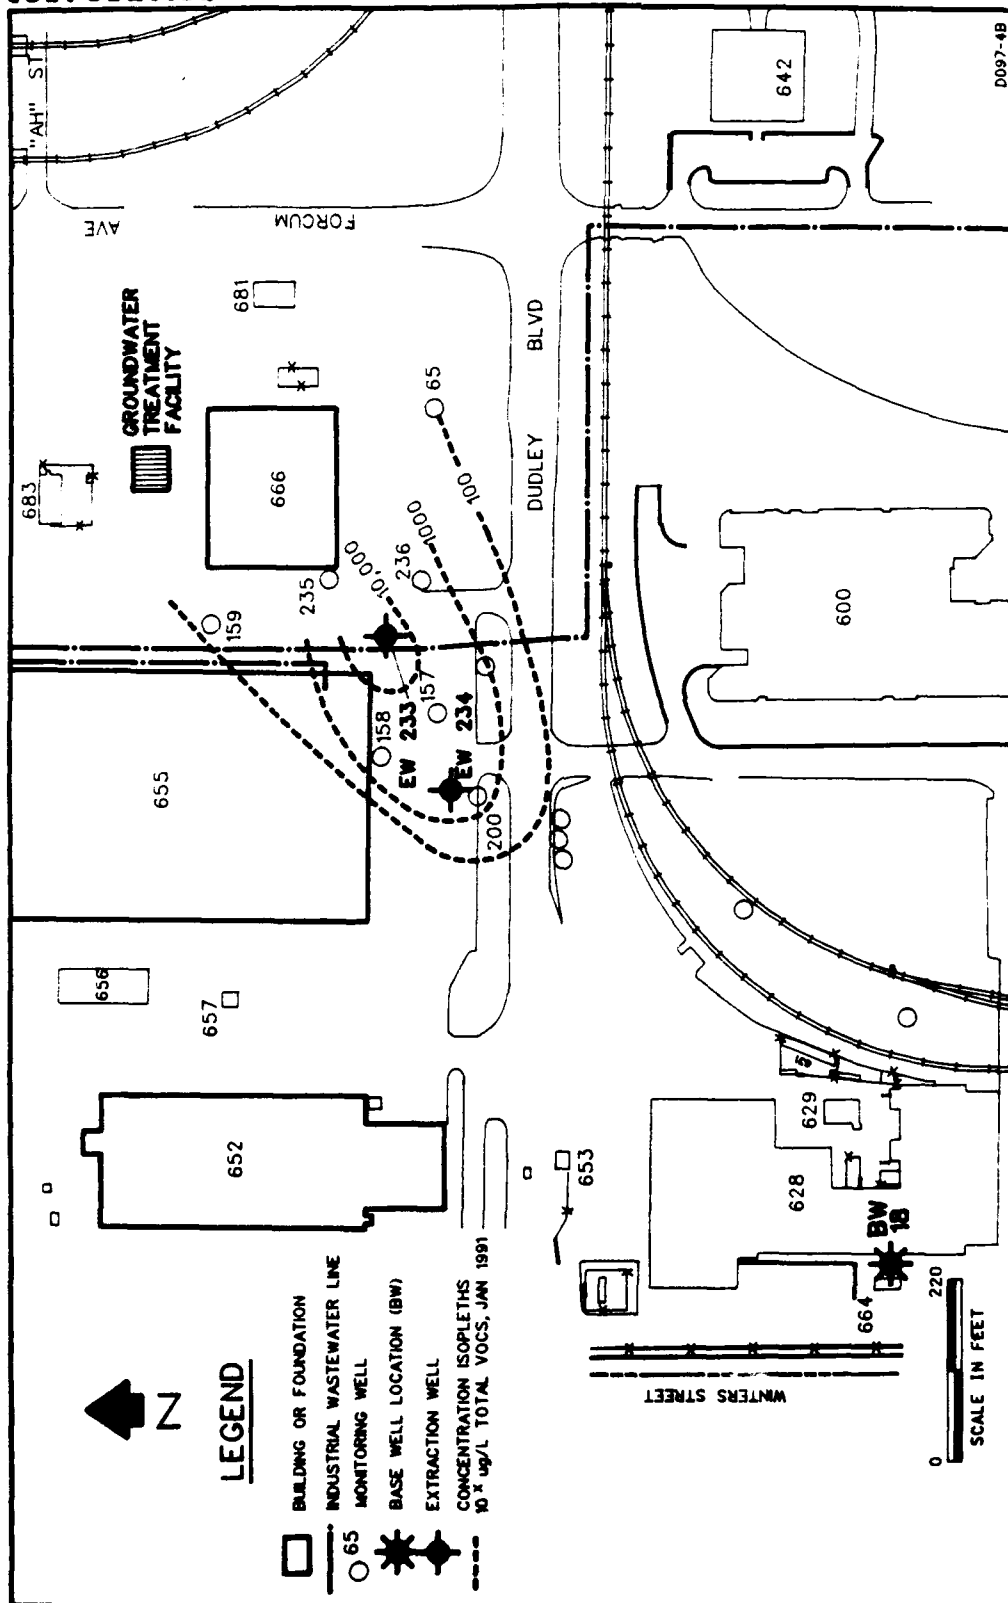 "AH" ST
AVE
FORCUM
642
D097-4B
683
GROUNDWATER
TREATMENT
FACILITY
681
666
65
DUDLEY BLVD
100
1000
10,000
235
236
159
655
158
157
EW 233
EW 234
200
600
656
657
652
653
629
628
BW
18
664
WINTERS STREET
N
LEGEND
BUILDING OR FOUNDATION
INDUSTRIAL WASTEWATER LINE
65 MONITORING WELL
BASE WELL LOCATION (BW)
EXTRACTION WELL
CONCENTRATION ISOPLETHS
10 x ug/L TOTAL VOCS, JAN 1991
0 220
SCALE IN FEET